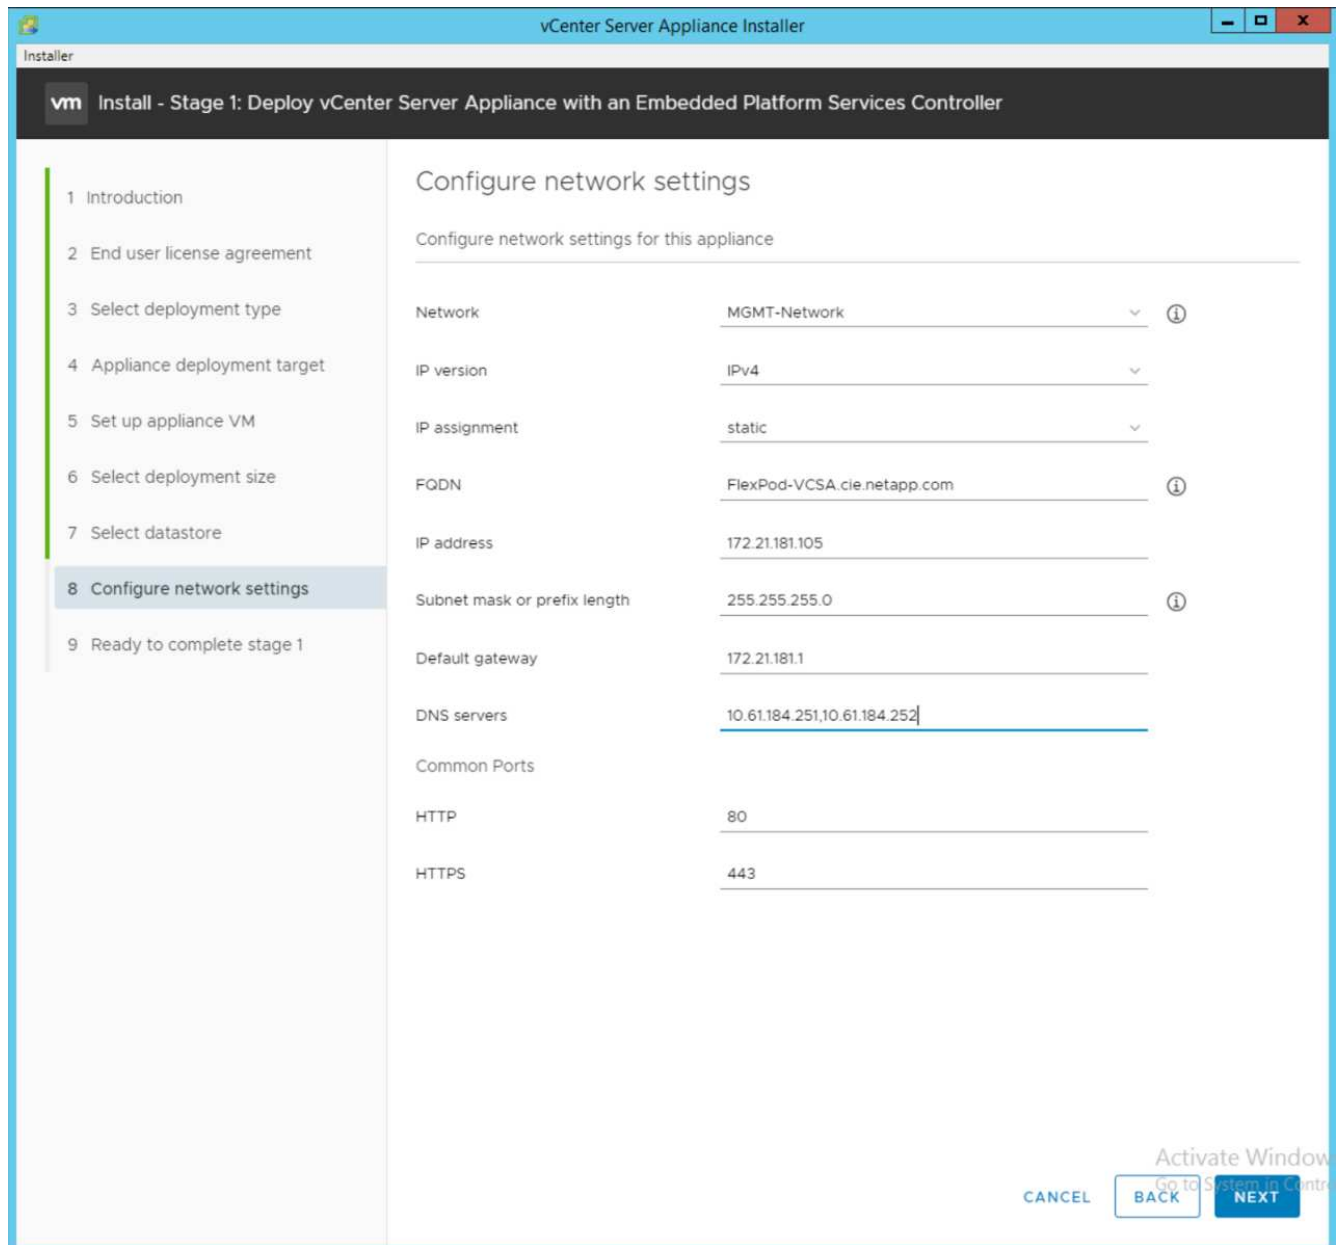 vCenter Server Appliance Installer
Installer
vm Install - Stage 1: Deploy vCenter Server Appliance with an Embedded Platform Services Controller
1 Introduction
2 End user license agreement
3 Select deployment type
4 Appliance deployment target
5 Set up appliance VM
6 Select deployment size
7 Select datastore
8 Configure network settings
9 Ready to complete stage 1
Configure network settings
Configure network settings for this appliance
Network MGMT-Network
IP version IPv4
IP assignment static
FQDN FlexPod-VCSA.cie.netapp.com
IP address 172.21.181.105
Subnet mask or prefix length 255.255.255.0
Default gateway 172.21.181.1
DNS servers 10.61.184.251,10.61.184.252
Common Ports
HTTP 80
HTTPS 443
Activate Window
Go to System in Contr
CANCEL BACK NEXT